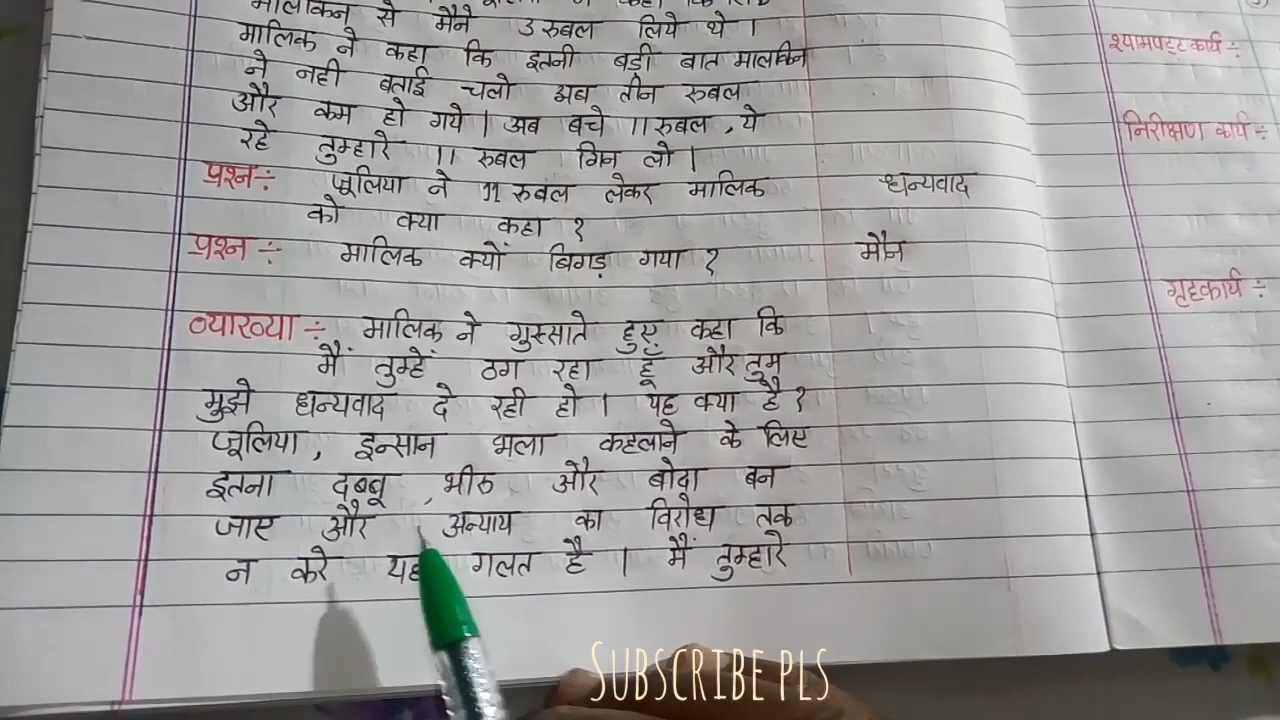 मालकिन से मैंने 3 रुबल लिये थे ।
मालिक ने कहा कि इतनी बड़ी बात मालकिन
ने नही बताई चलो अब तीन रुबल
और कम हो गये । अब बचे 11 रुबल , ये
रहे तुम्हारे 11 रुबल गिन लो ।
प्रश्न ÷ जूलिया ने 11 रुबल लेकर मालिक धन्यवाद
को क्या कहा ?
प्रश्न ÷ मालिक क्यों बिगड़ गया ? मौन
व्याख्या ÷ मालिक ने गुस्साते हुए कहा कि
मैं तुम्हें ठग रहा हूँ और तुम
मुझे धन्यवाद दे रही हो । यह क्या है ?
जूलिया , इन्सान भला कहलाने के लिए
इतना दब्बू , भीरु और बोदा बन
जाए और अन्याय का विरोध तक
न करे यह गलत है । मैं तुम्हारे
श्यामपट्ट कार्य ÷
निरीक्षण कार्य ÷
गृहकार्य ÷
SUBSCRIBE PLS